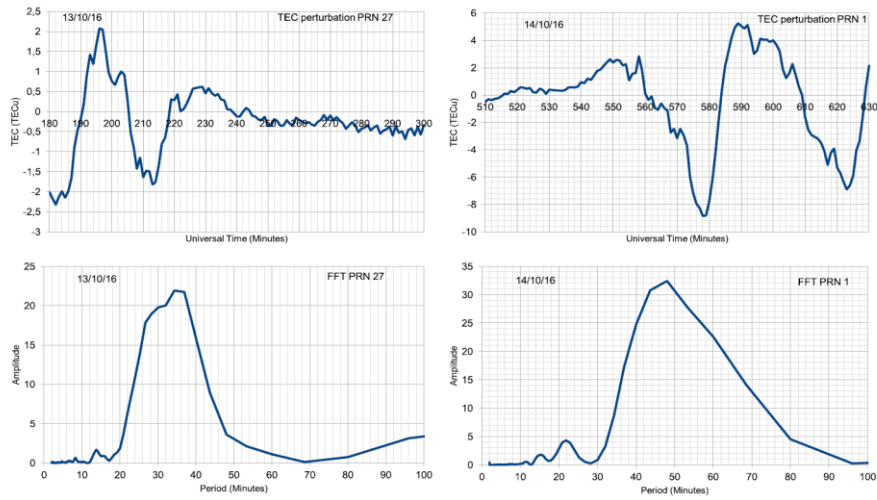 13/10/16
TEC perturbation PRN 27
2,5
2
1,5
1
0,5
0
-0,5
-1
-1,5
-2
-2,5
-3
180 190 200 210 220 230 240 250 260 270 280 290 300
TEC (TECu)
Universal Time (Minutes)
14/10/16
TEC perturbation PRN 1
6
4
2
0
-2
-4
-6
-8
-10
510 520 530 540 550 560 570 580 590 600 610 620 630
TEC (TECu)
Universal Time (Minutes)
13/10/16
FFT PRN 27
25
20
15
10
5
0
0 10 20 30 40 50 60 70 80 90 100
Amplitude
Period (Minutes)
14/10/16
FFT PRN 1
35
30
25
20
15
10
5
0
0 10 20 30 40 50 60 70 80 90 100
Amplitude
Period (Minutes)